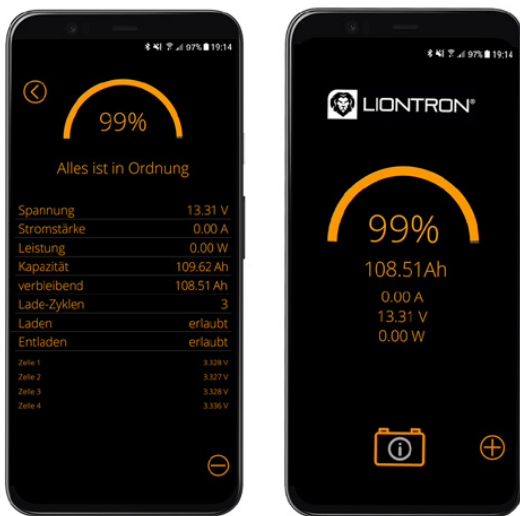 97% 19:14
99%
Alles ist in Ordnung
Spannung 13.31 V
Stromstärke 0.00 A
Leistung 0.00 W
Kapazität 109.62 Ah
verbleibend 108.51 Ah
Lade-Zyklen 3
Laden erlaubt
Entladen erlaubt
Zelle 1 3.328 V
Zelle 2 3.327 V
Zelle 3 3.328 V
Zelle 4 3.336 V
97% 19:14
LIONTRON®
99%
108.51Ah
0.00 A
13.31 V
0.00 W